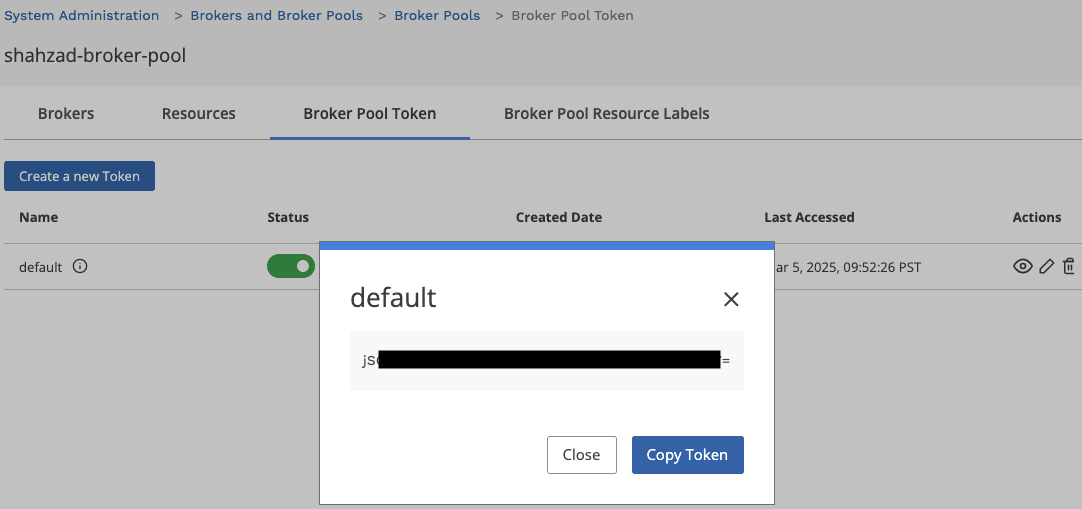 System Administration > Brokers and Broker Pools > Broker Pools > Broker Pool Token
shahzad-broker-pool
Brokers Resources Broker Pool Token Broker Pool Resource Labels
Create a new Token
Name Status Created Date Last Accessed Actions
default ar 5, 2025, 09:52:26 PST
default
jS =
Close Copy Token